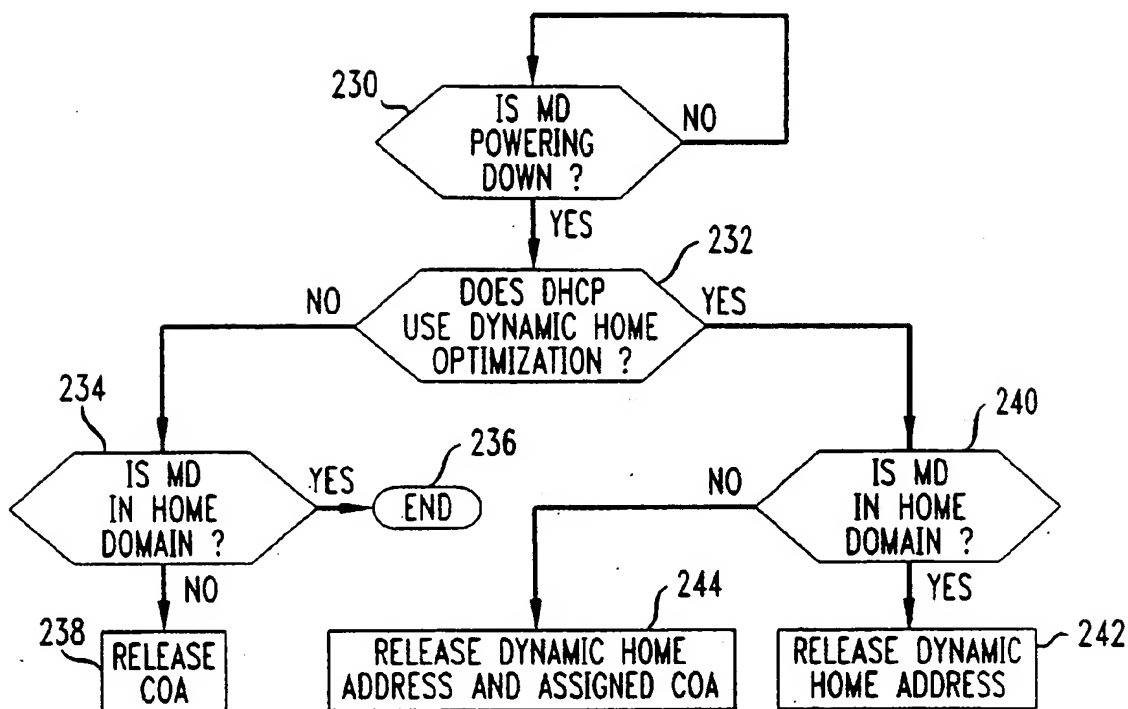 230
IS MD
POWERING
DOWN ?
NO
YES
232
DOES DHCP
USE DYNAMIC HOME
OPTIMIZATION ?
NO
YES
234
IS MD
IN HOME
DOMAIN ?
YES
236
END
NO
240
IS MD
IN HOME
DOMAIN ?
NO
YES
238
RELEASE
COA
244
RELEASE DYNAMIC HOME
ADDRESS AND ASSIGNED COA
RELEASE DYNAMIC
HOME ADDRESS
242